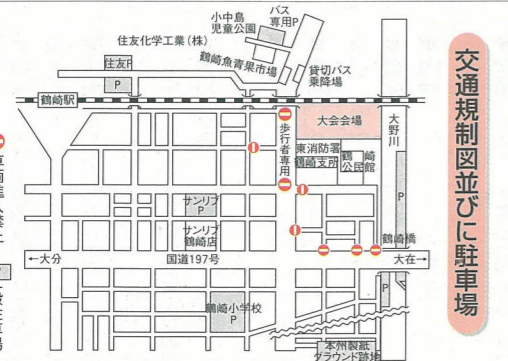 交通規制図並びに駐車場
小中島
児童公園
バス
専用P
住友化学工業(株)
鶴崎魚青果市場
住友P
P
貸切バス
乗降場
鶴崎駅
大会会場
大野川
歩行者専用
東消防署
鶴崎支所
鶴崎
公民館
P
サンリブ
P
サンリブ
鶴崎店
鶴崎橋
←大分
国道197号
大在→
鶴崎小学校
P
P
本州製紙
グラウンド跡地